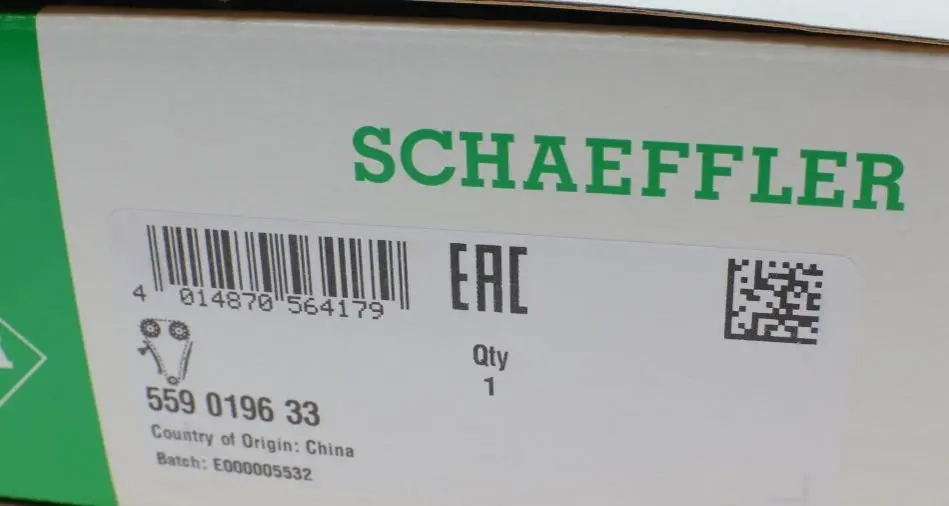 SCHAEFFLER
EAC
4 014870 564179
Qty
1
559 0196 33
Country of Origin: China
Batch: E000005532